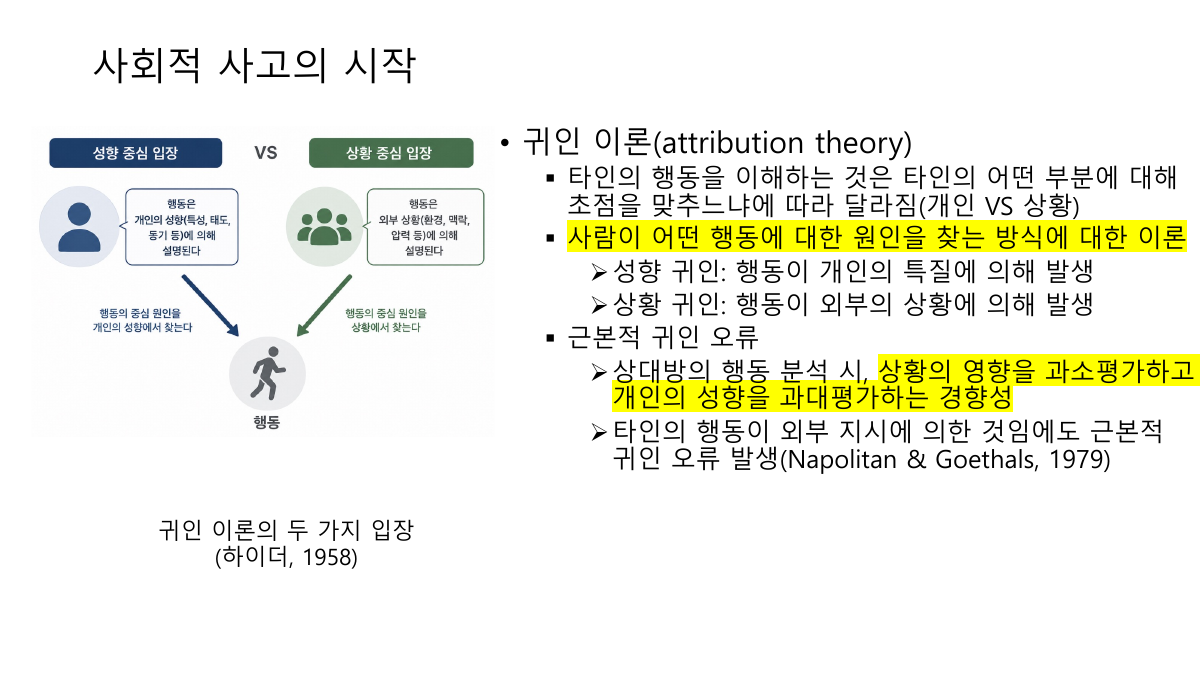 사회적 사고의 시작
성향 중심 입장
VS
상황 중심 입장
행동은
개인의 성향(특성, 태도,
동기 등)에 의해
설명된다
행동은
외부 상황(환경, 맥락,
압력 등)에 의해
설명된다
행동의 중심 원인을
개인의 성향에서 찾는다
행동의 중심 원인을
상황에서 찾는다
행동
귀인 이론의 두 가지 입장
(하이더, 1958)
• 귀인 이론(attribution theory)
▪ 타인의 행동을 이해하는 것은 타인의 어떤 부분에 대해
초점을 맞추느냐에 따라 달라짐(개인 VS 상황)
▪ 사람이 어떤 행동에 대한 원인을 찾는 방식에 대한 이론
➢ 성향 귀인: 행동이 개인의 특질에 의해 발생
➢ 상황 귀인: 행동이 외부의 상황에 의해 발생
▪ 근본적 귀인 오류
➢ 상대방의 행동 분석 시, 상황의 영향을 과소평가하고
개인의 성향을 과대평가하는 경향성
➢ 타인의 행동이 외부 지시에 의한 것임에도 근본적
귀인 오류 발생(Napolitan & Goethals, 1979)